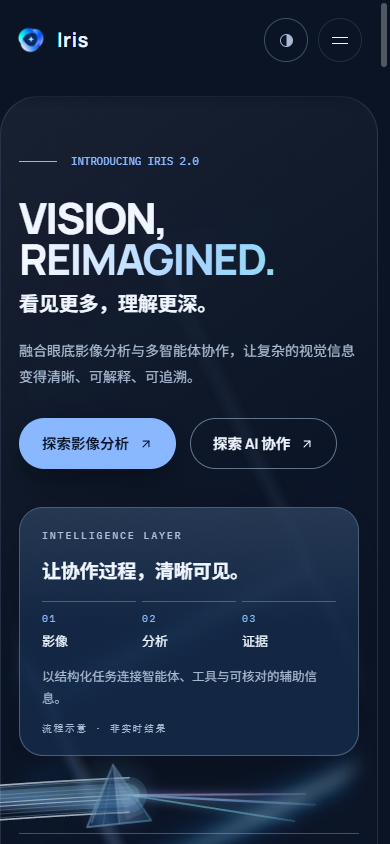 Iris
INTRODUCING IRIS 2.0
VISION,
REIMAGINED.
看见更多，理解更深。
融合眼底影像分析与多智能体协作，让复杂的视觉信息
变得清晰、可解释、可追溯。
探索影像分析
探索 AI 协作
INTELLIGENCE LAYER
让协作过程，清晰可见。
01
02
03
影像
分析
证据
以结构化任务连接智能体、工具与可核对的辅助信
息。
流程示意 · 非实时结果